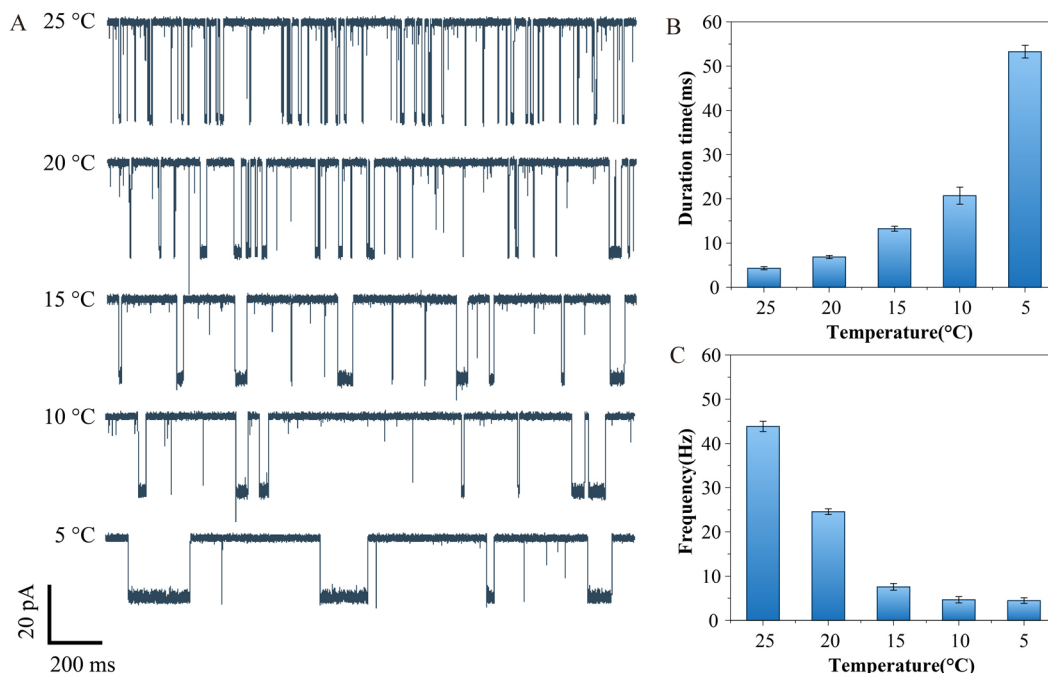 A
25 °C
20 °C
15 °C
10 °C
5 °C
20 pA
200 ms
B
Duration time(ms)
60
50
40
30
20
10
0
25 20 15 10 5
Temperature(°C)
C
Frequency(Hz)
60
50
40
30
20
10
0
25 20 15 10 5
Temperature(°C)